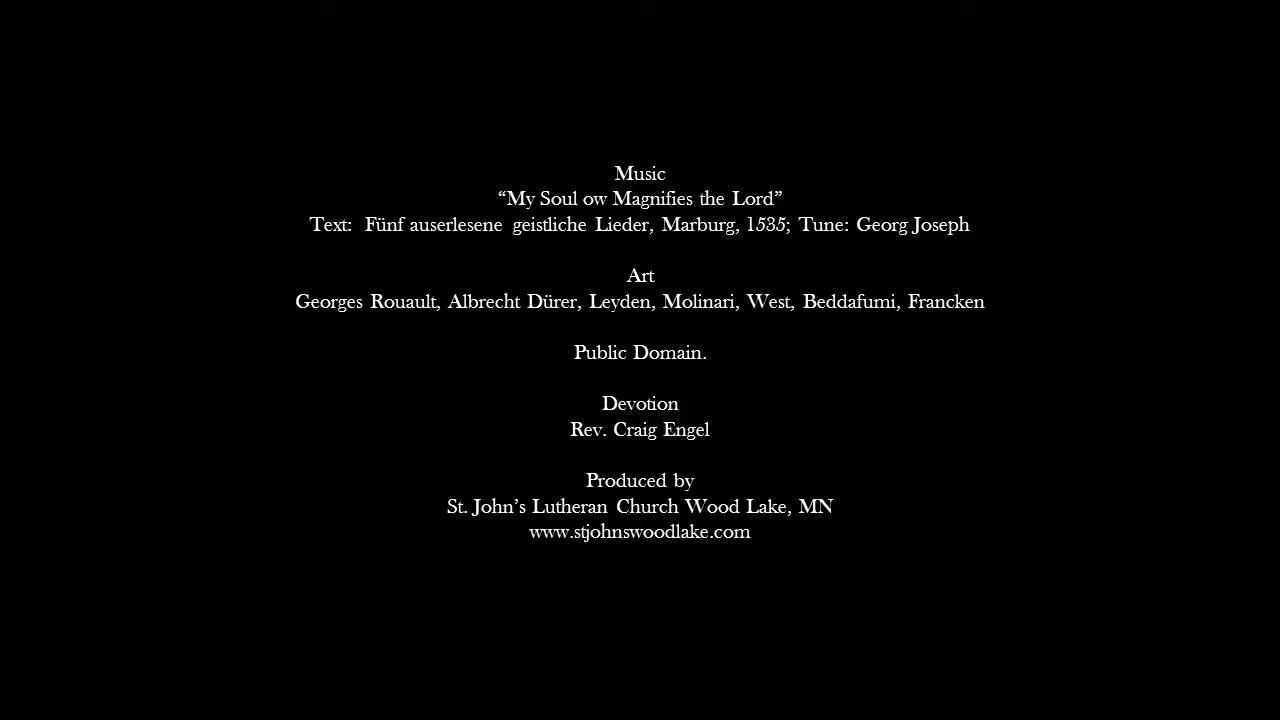 Music
“My Soul ow Magnifies the Lord”
Text: Fünf auserlesene geistliche Lieder, Marburg, 1535; Tune: Georg Joseph
Art
Georges Rouault, Albrecht Dürer, Leyden, Molinari, West, Beddafumi, Francken
Public Domain.
Devotion
Rev. Craig Engel
Produced by
St. John’s Lutheran Church Wood Lake, MN
www.stjohnswoodlake.com